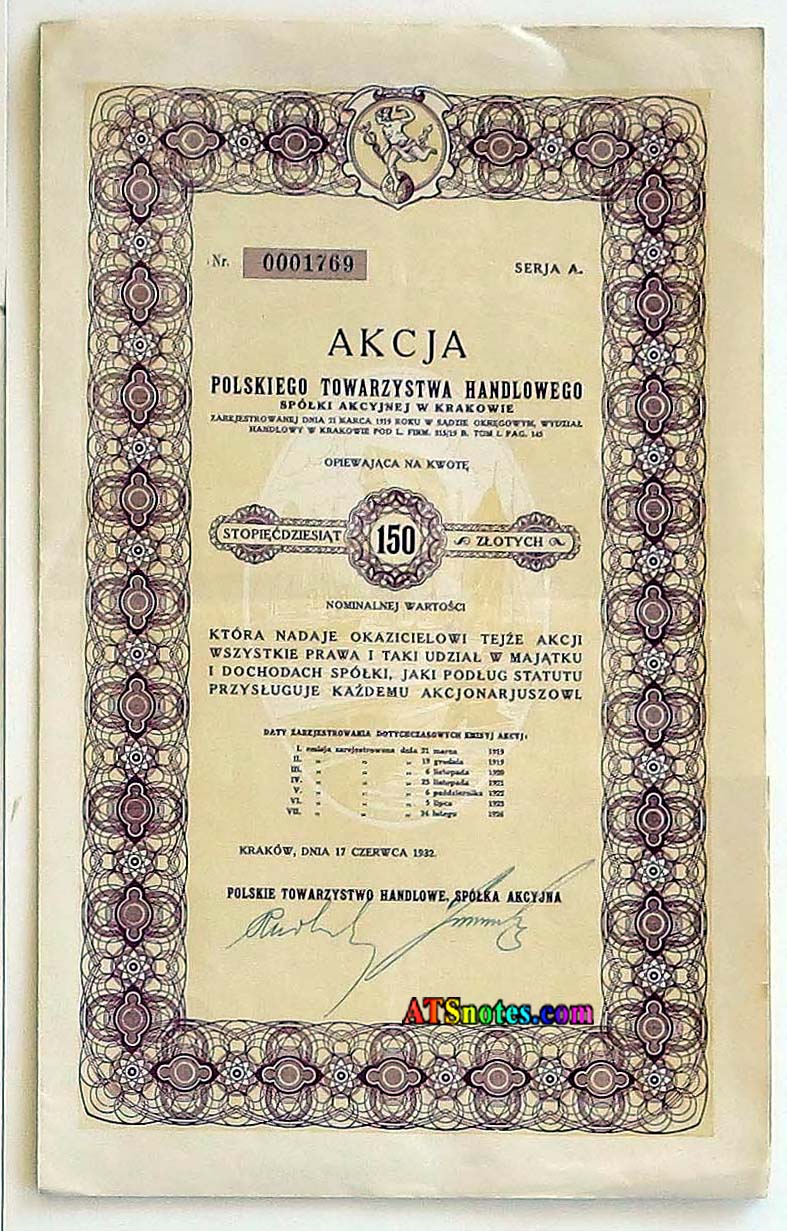 Nr. 0001769
SERJA A.
AKCJA
POLSKIEGO TOWARZYSTWA HANDLOWEGO
SPÓŁKI AKCYJNEJ W KRAKOWIE
ZAREJESTROWANEJ DNIA 21 MARCA 1919 ROKU W SĄDZIE OKRĘGOWYM, WYDZIAŁ
HANDLOWY W KRAKOWIE POD L. FIRM. 315/19 B. TOM I. PAG. 145
OPIEWAJĄCA NA KWOTĘ
STOPIĘĆDZIESIĄT 150 ZŁOTYCH
NOMINALNEJ WARTOŚCI
KTÓRA NADAJE OKAZICIELOWI TEJŻE AKCJI
WSZYSTKIE PRAWA I TAKI UDZIAŁ W MAJĄTKU
I DOCHODACH SPÓŁKI, JAKI PODŁUG STATUTU
PRZYSŁUGUJE KAŻDEMU AKCJONARJUSZOWI.
DATY ZAREJESTROWANIA DOTYCHCZASOWYCH EMISYJ AKCYJ:
I. emisja zarejestrowana dnia 21 marca 1919
II. " " " 19 grudnia 1919
III. " " " 6 listopada 1920
IV. " " " 25 listopada 1921
V. " " " 6 października 1922
VI. " " " 5 lipca 1923
VII. " " " 24 lutego 1926
KRAKÓW, DNIA 17 CZERWCA 1932.
POLSKIE TOWARZYSTWO HANDLOWE, SPÓŁKA AKCYJNA
ATSnotes.com